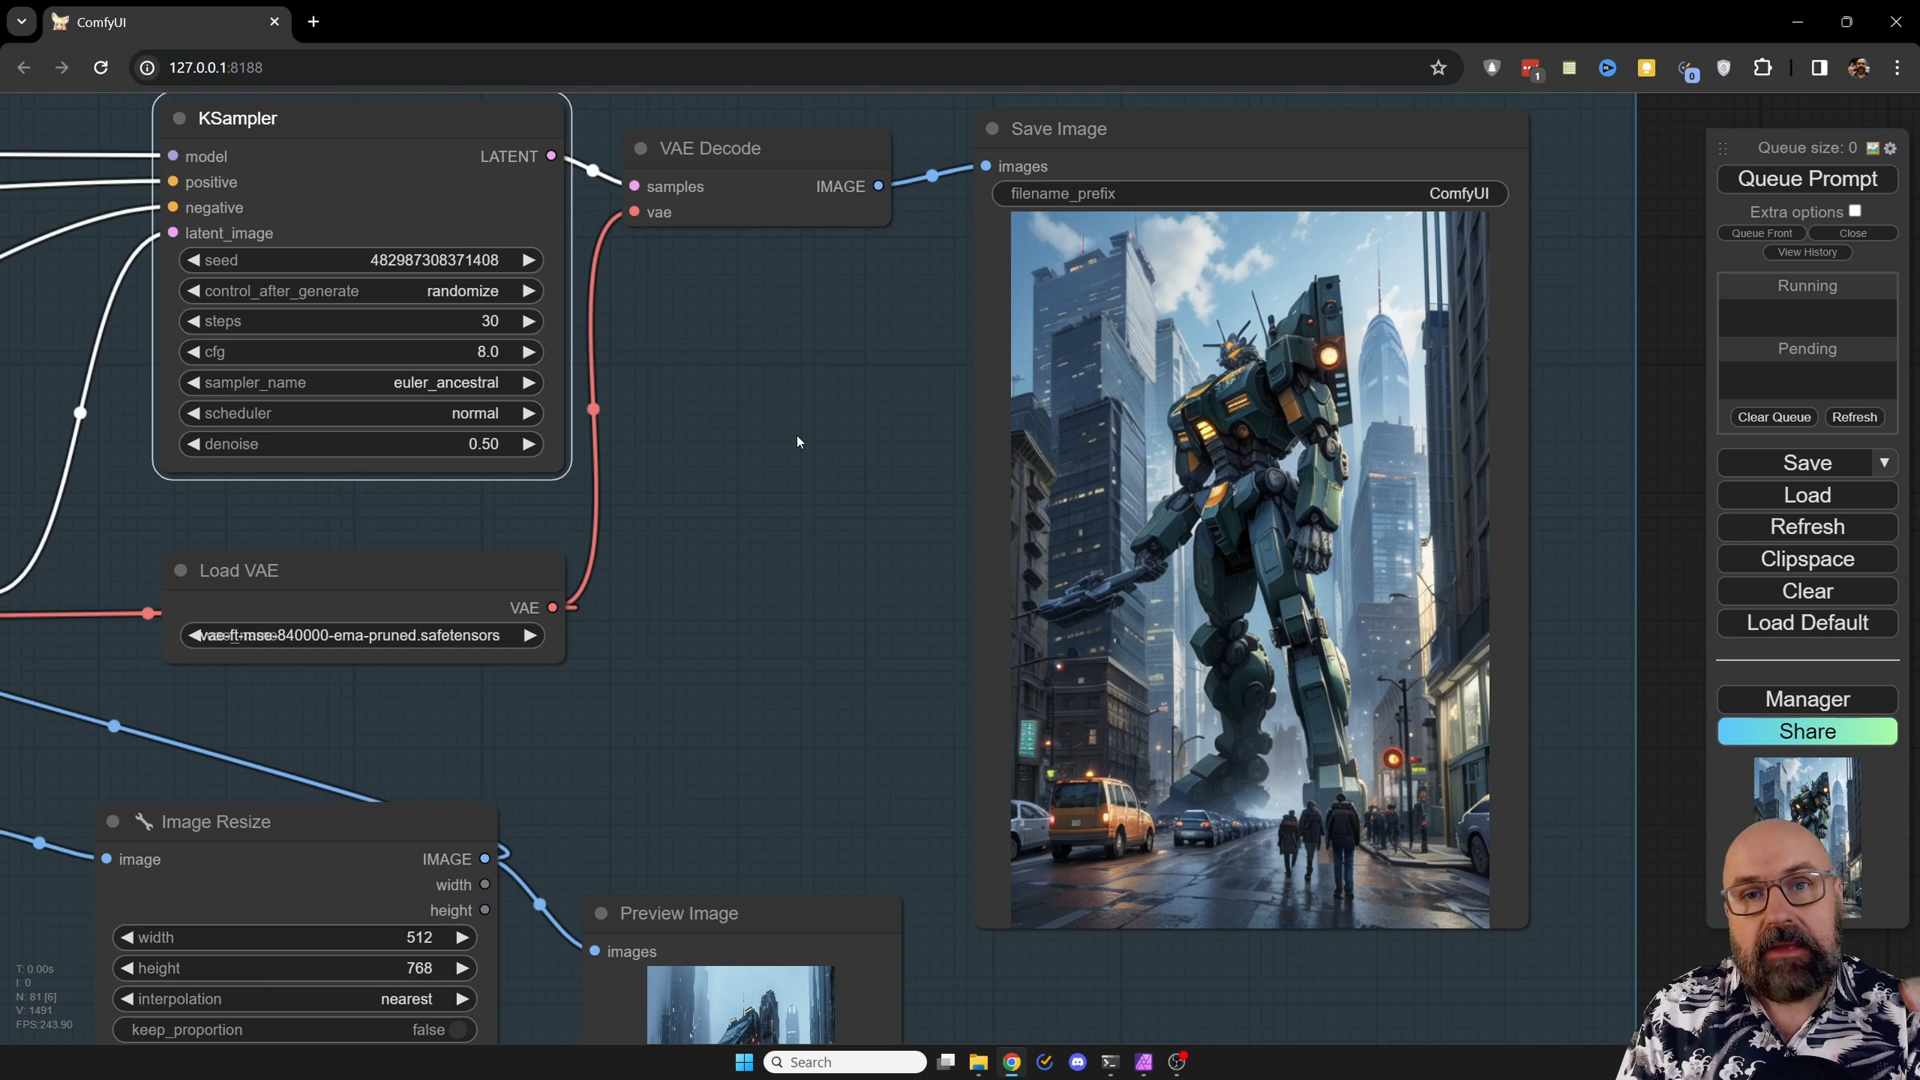 ComfyUI
127.0.0.1:8188
1
0
KSampler
model
LATENT
positive
negative
latent_image
seed 482987308371408
control_after_generate randomize
steps 30
cfg 8.0
sampler_name euler_ancestral
scheduler normal
denoise 0.50
VAE Decode
samples
IMAGE
vae
Save Image
images
filename_prefix ComfyUI
Load VAE
VAE
-840000-ema-pruned.safetensors
Image Resize
image
IMAGE
width
height
width 512
height 768
interpolation nearest
keep_proportion false
Preview Image
images
T: 0.00s
I: 0
N: 81 [6]
V: 1491
FPS:243.90
Queue size: 0
Queue Prompt
Extra options
Queue Front
Close
View History
Running
Pending
Clear Queue
Refresh
Save
Load
Refresh
Clipspace
Clear
Load Default
Manager
Share
Search